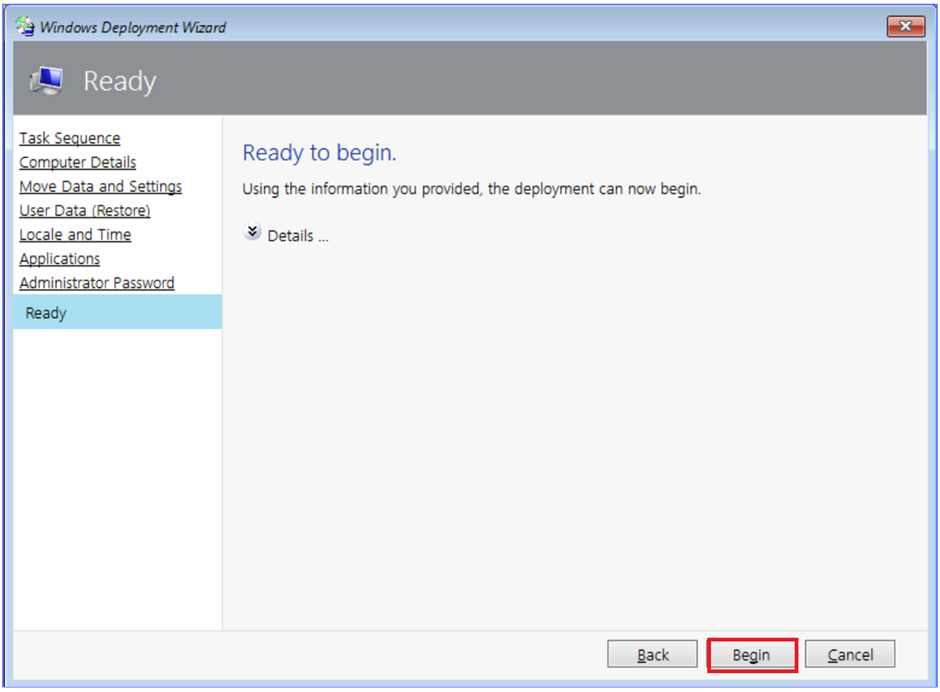 Windows Deployment Wizard
Ready
Task Sequence
Computer Details
Move Data and Settings
User Data (Restore)
Locale and Time
Applications
Administrator Password
Ready
Ready to begin.
Using the information you provided, the deployment can now begin.
Details ...
Back Begin Cancel